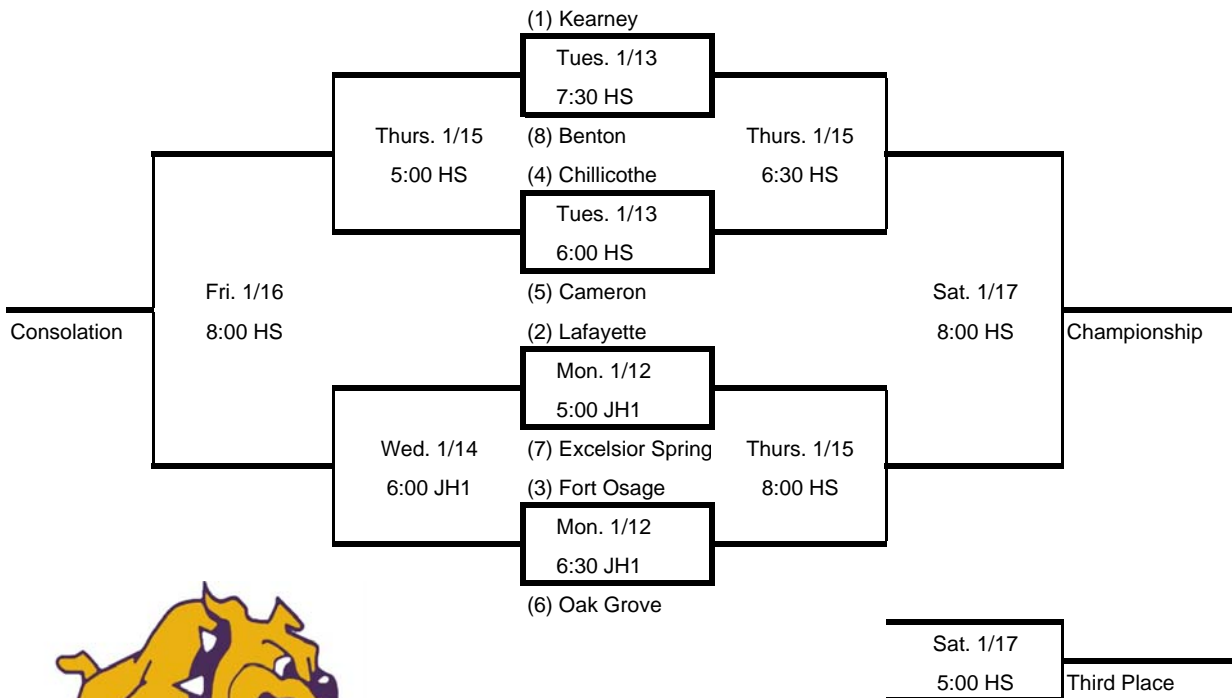 (1) Kearney
Tues. 1/13
7:30 HS
Thurs. 1/15
(8) Benton
Thurs. 1/15
5:00 HS
(4) Chillicothe
6:30 HS
Tues. 1/13
6:00 HS
Fri. 1/16
(5) Cameron
Sat. 1/17
Consolation
8:00 HS
(2) Lafayette
8:00 HS
Championship
Mon. 1/12
5:00 JH1
Wed. 1/14
(7) Excelsior Spring
Thurs. 1/15
6:00 JH1
(3) Fort Osage
8:00 HS
Mon. 1/12
6:30 JH1
(6) Oak Grove
Sat. 1/17
5:00 HS
Third Place